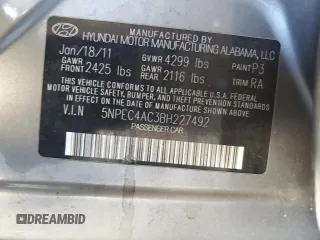 HYUNDAI MOTOR MANUFACTURING ALABAMA, LLC
Jan/18/11 GVWR 4299 lbs PAINT P3
GAWR FRONT 2425 lbs GAWR REAR 2116 lbs TRIM RA
THIS VEHICLE CONFORMS TO ALL APPLICABLE
U.S.A. FEDERAL MOTOR VEHICLE SAFETY, BUMPER,
AND THEFT PREVENTION STANDARDS IN EFFECT ON
THE DATE OF MANUFACTURE SHOWN ABOVE.
V.I.N 5NPEC4AC3BH227492
PASSENGER CAR
DREAMBID